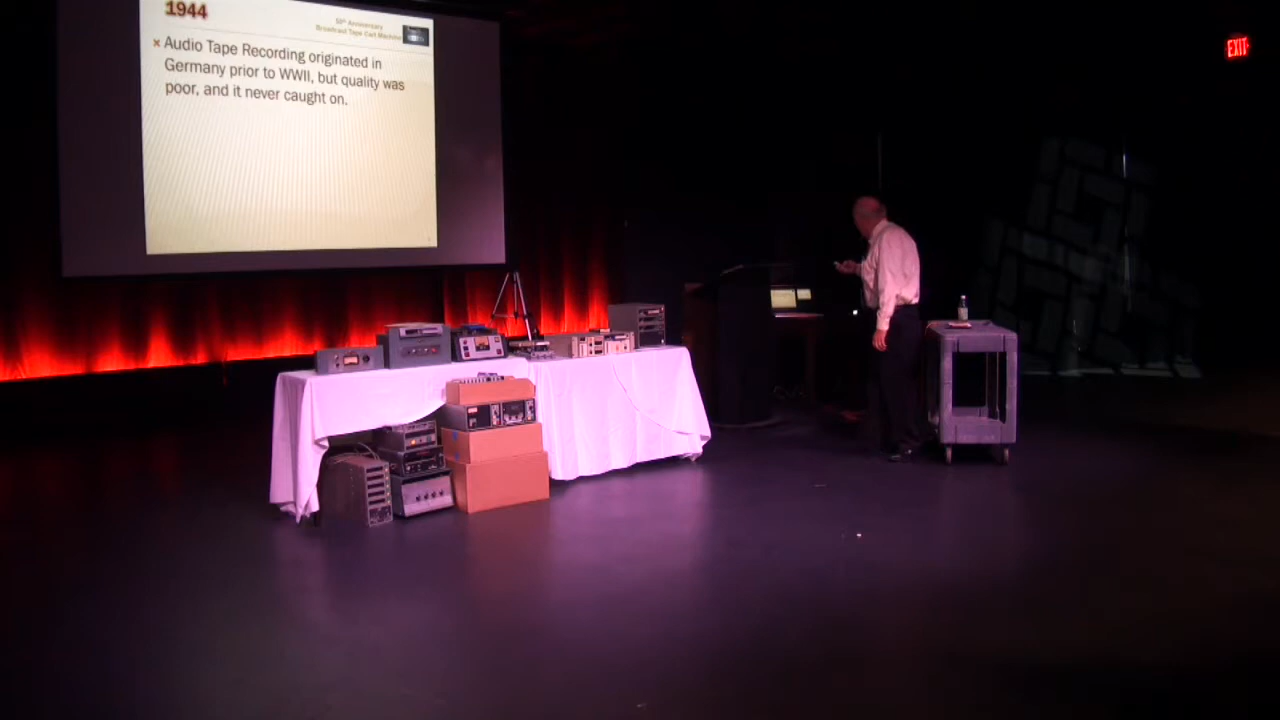 1944
50th Anniversary
Broadcast Tape Cart Machine
× Audio Tape Recording originated in
Germany prior to WWII, but quality was
poor, and it never caught on.
EXIT